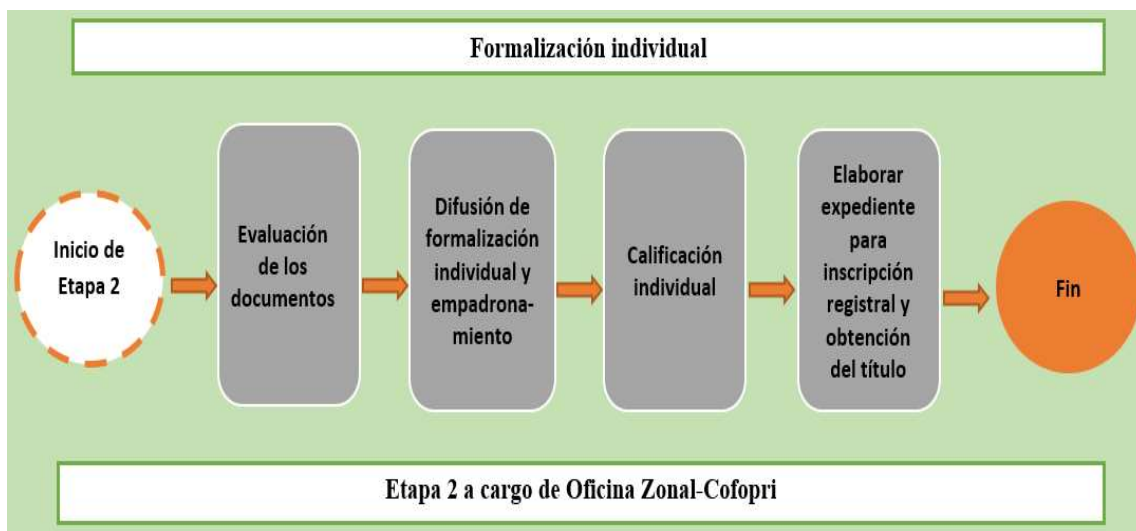 Formalización individual
Inicio de
Etapa 2
Evaluación
de los
documentos
Difusión de
formalización
individual y
empadrona-
miento
Calificación
individual
Elaborar
expediente
para
inscripción
registral y
obtención
del título
Fin
Etapa 2 a cargo de Oficina Zonal-Cofopri